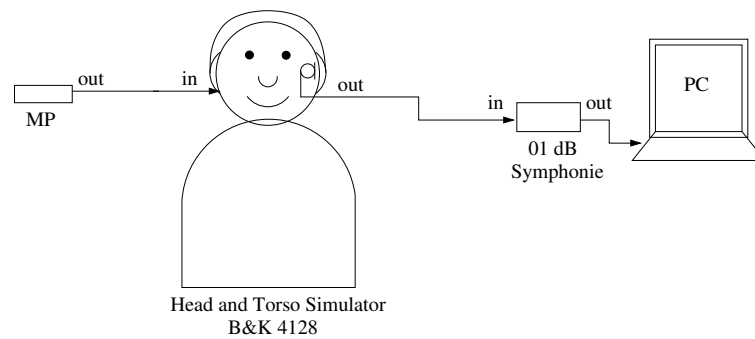 out
in
MP
out
in
out
01 dB
Symphonie
PC
Head and Torso Simulator
B&K 4128